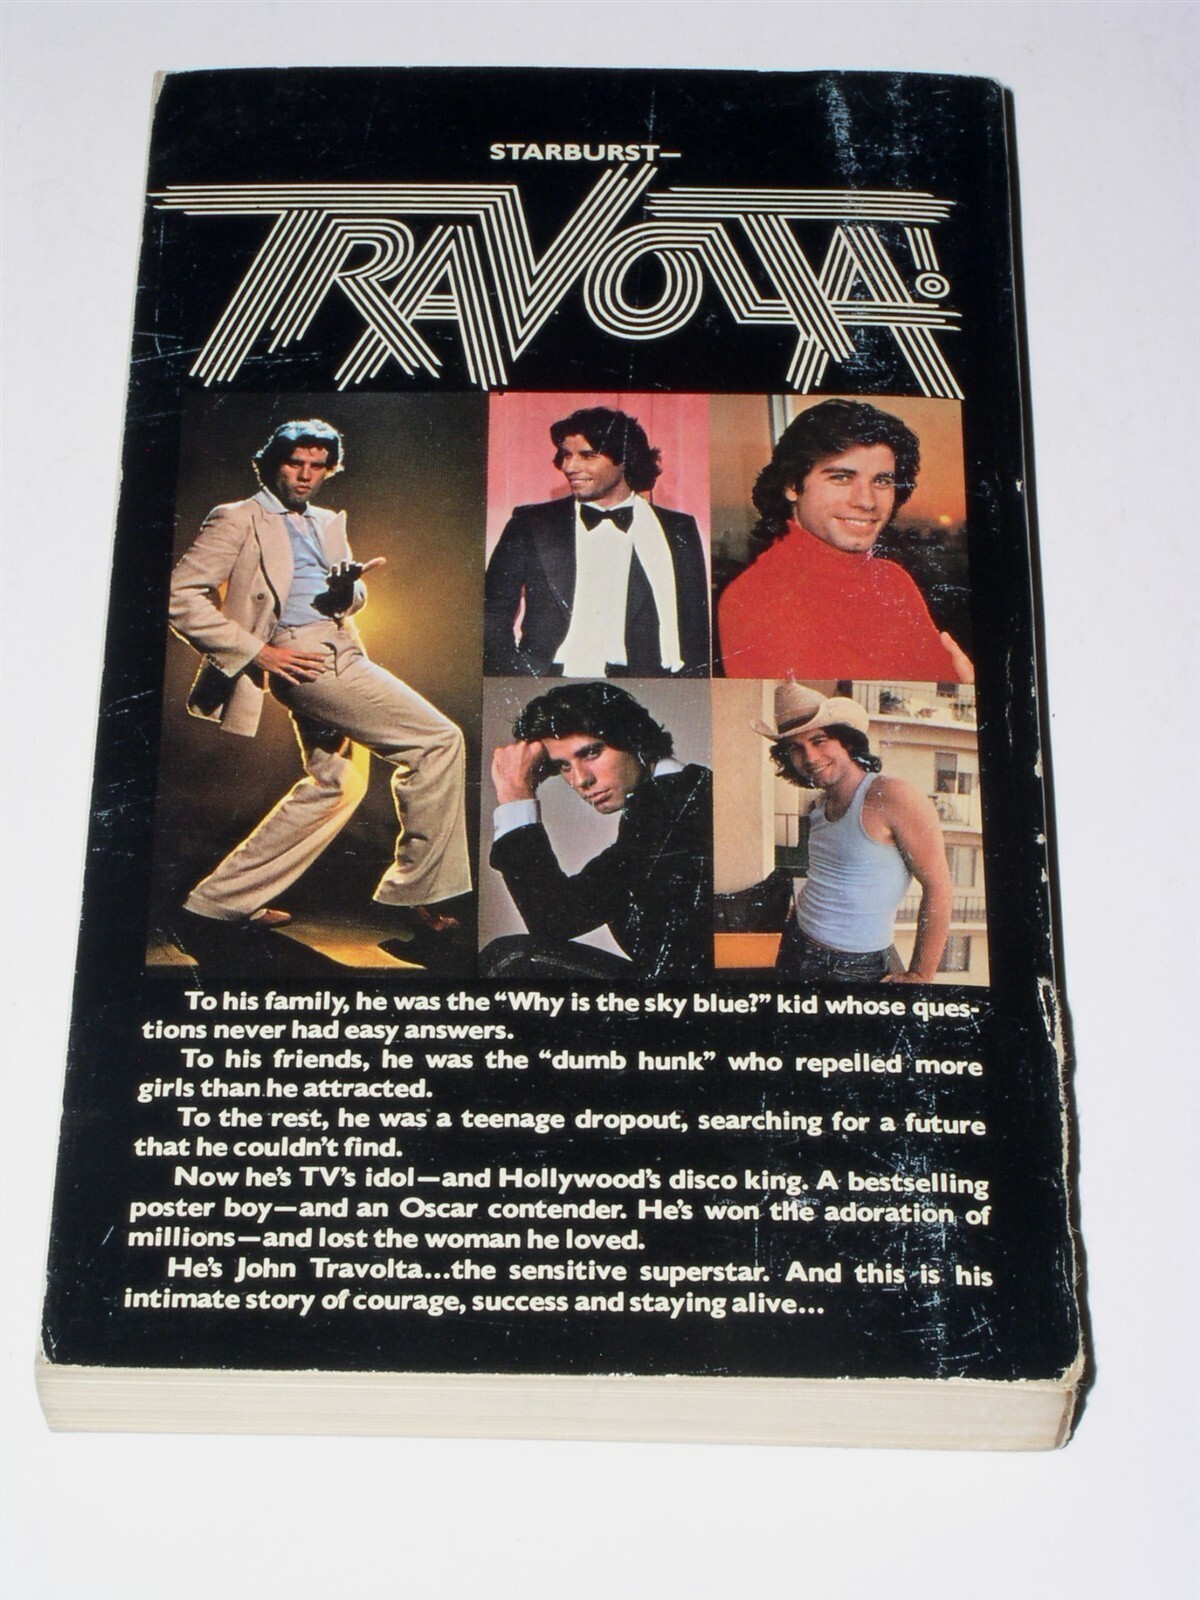 STARBURST—
TRAVOLTA!
To his family, he was the “Why is the sky blue?” kid whose ques-
tions never had easy answers.
To his friends, he was the “dumb hunk” who repelled more
girls than he attracted.
To the rest, he was a teenage dropout, searching for a future
that he couldn't find.
Now he's TV's idol—and Hollywood's disco king. A bestselling
poster boy—and an Oscar contender. He's won the adoration of
millions—and lost the woman he loved.
He's John Travolta...the sensitive superstar. And this is his
intimate story of courage, success and staying alive...